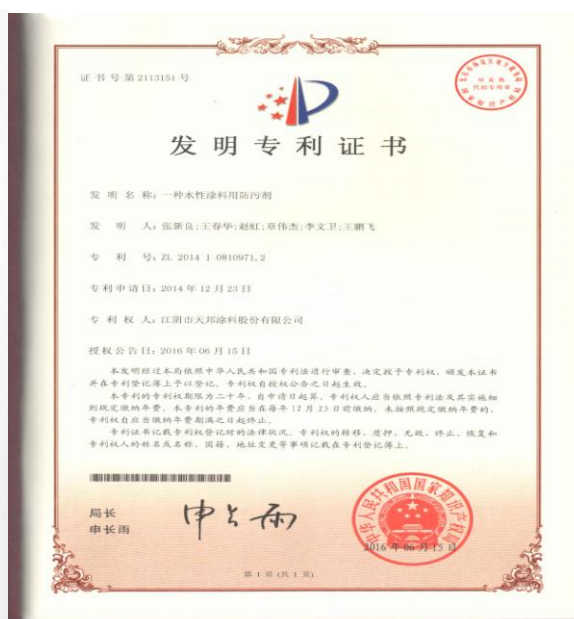 证书号第2113151号
发明专利证书
发 明 名 称：一种水性涂料用防污剂
发 明 人：张新良;王春华;赵虹;章伟杰;李文卫;王鹏飞
专 利 号：ZL 2014 1 0810971.2
专利申请日：2014年12月23日
专 利 权 人：江阴市天邦涂料股份有限公司
授权公告日：2016年06月15日
本发明经过本局依照中华人民共和国专利法进行审查，决定授予专利权，颁发本证书
并在专利登记簿上予以登记。专利权自授权公告之日起生效。
本专利的专利权期限为二十年，自申请日起算。专利权人应当依照专利法及其实施细
则规定缴纳年费。本专利的年费应当在每年12月23日前缴纳。未按照规定缴纳年费的，
专利权自应当缴纳年费期满之日起终止。
专利证书记载专利权登记时的法律状况。专利权的转移、质押、无效、终止、恢复和
专利权人的姓名或名称、国籍、地址变更等事项记载在专利登记簿上。
局长
申长雨
申长雨
中华人民共和国国家知识产权局
2016年06月15日
第 1 页 (共 1 页)